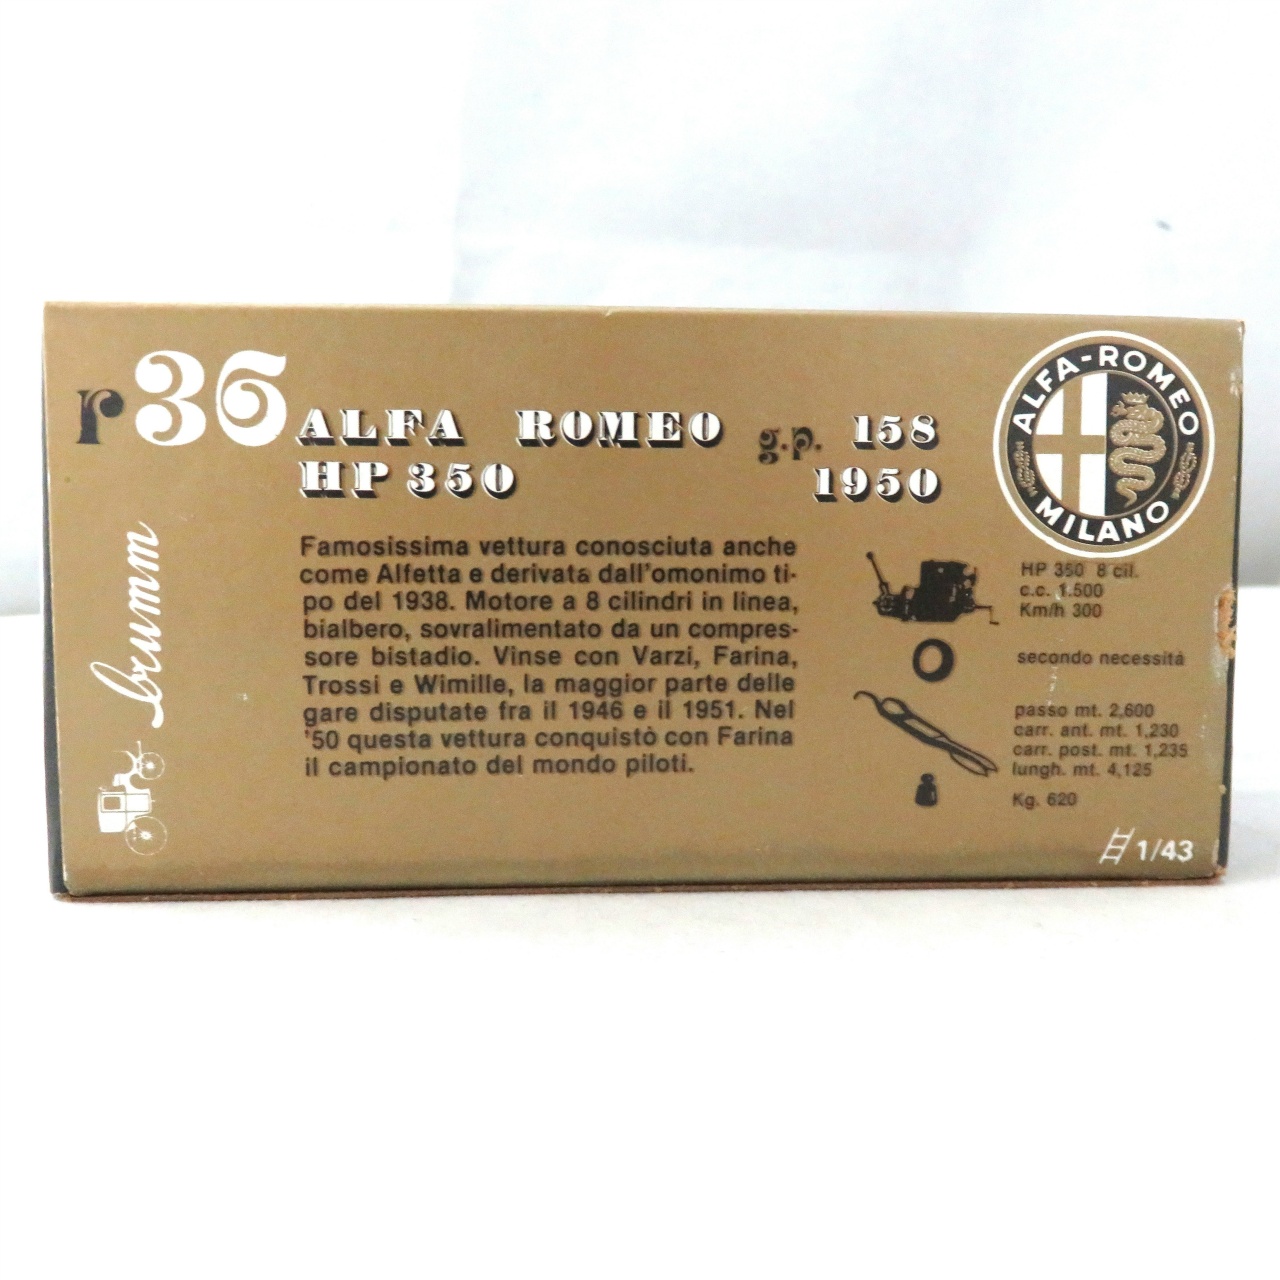 r36
ALFA ROMEO g.p. 158
HP 350 1950
ALFA-ROMEO
MILANO
brumm
Famosissima vettura conosciuta anche
come Alfetta e derivata dall'omonimo ti-
po del 1938. Motore a 8 cilindri in linea,
bialbero, sovralimentato da un compres-
sore bistadio. Vinse con Varzi, Farina,
Trossi e Wimille, la maggior parte delle
gare disputate fra il 1946 e il 1951. Nel
'50 questa vettura conquistò con Farina
il campionato del mondo piloti.
HP 350 8 cil.
c.c. 1.500
Km/h 300
secondo necessità
passo mt. 2,600
carr. ant. mt. 1,230
carr. post. mt. 1,235
lungh. mt. 4,125
Kg. 620
1/43